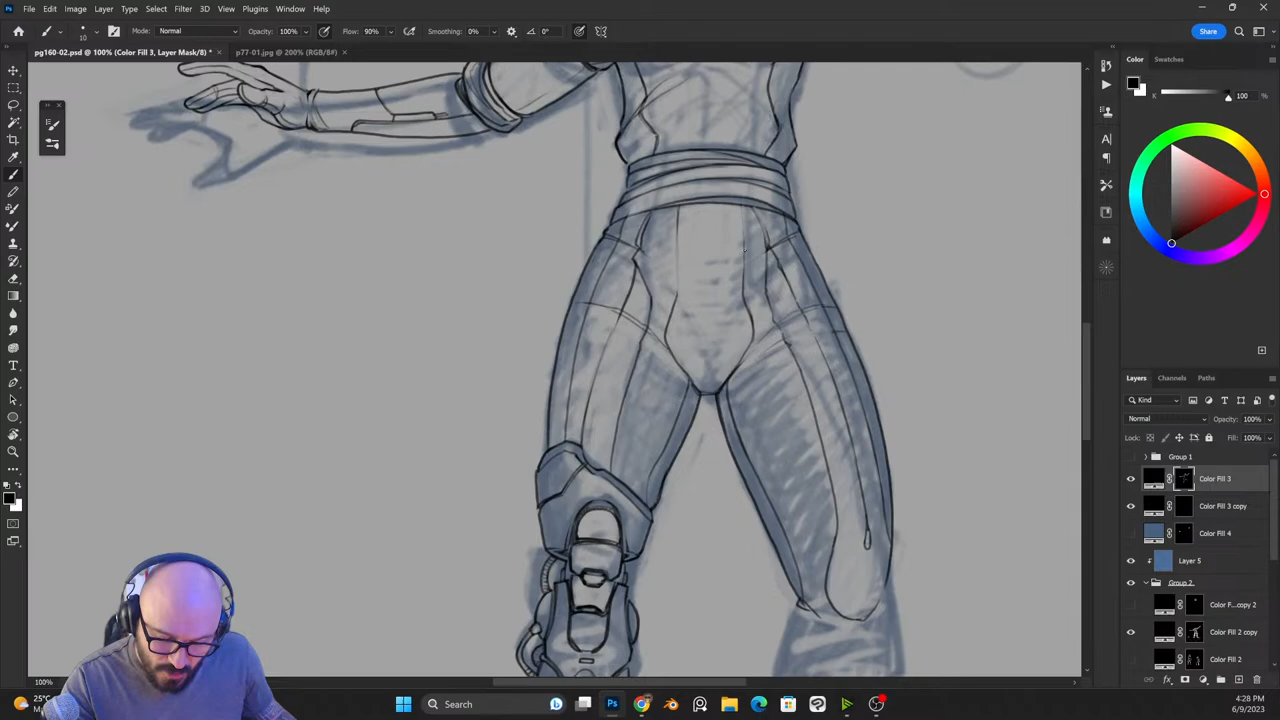 Ps File Edit Image Layer Type Select Filter 3D View Plugins Window Help
10 Mode: Normal Opacity: 100% Flow: 90% Smoothing: 0% 0° Share
pg160-02.psd @ 100% (Color Fill 3, Layer Mask/8) * × p77-01.jpg @ 200% (RGB/8#) ×
Color Swatches
K 100 %
Layers Channels Paths
Kind
Normal Opacity: 100%
Lock: Fill: 100%
Group 1
Color Fill 3
Color Fill 3 copy
Color Fill 4
Layer 5
Group 2
Color F...copy 2
Color Fill 2 copy
Color Fill 2
100%
25°C
Search
4:28 PM
6/9/2023